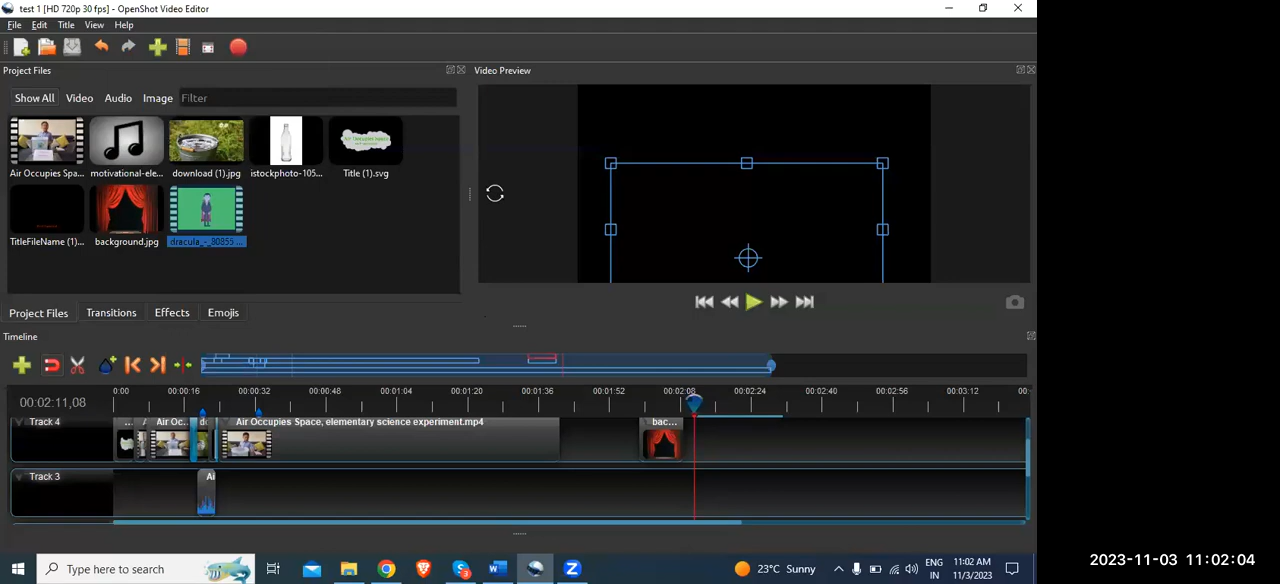 test 1 [HD 720p 30 fps] - OpenShot Video Editor
File Edit Title View Help
Project Files
Video Preview
Show All Video Audio Image Filter
Air Occupies Spa... motivational-ele... download (1).jpg istockphoto-105... Title (1).svg
TitleFileName (1)... background.jpg dracula_-_80855 ...
Project Files Transitions Effects Emojis
Timeline
00:02:11,08
0:00 00:00:16 00:00:32 00:00:48 00:01:04 00:01:20 00:01:36 00:01:52 00:02:08 00:02:24 00:02:40 00:02:56 00:03:12 00:
Track 4
... A Air Oc... do Air Occupies Space, elementary science experiment.mp4 bac...
Track 3
Ai
Type here to search
23°C Sunny
ENG
IN
11:02 AM
11/3/2023
2023-11-03 11:02:04